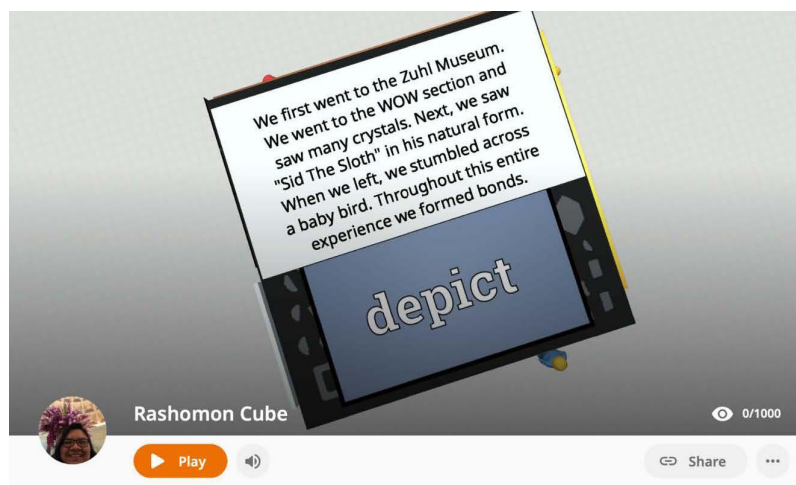 We first went to the Zuhl Museum.
We went to the WOW section and
saw many crystals. Next, we saw
"Sid The Sloth" in his natural form.
When we left, we stumbled across
a baby bird. Throughout this entire
experience we formed bonds.
depict
Rashomon Cube
0/1000
Play
Share